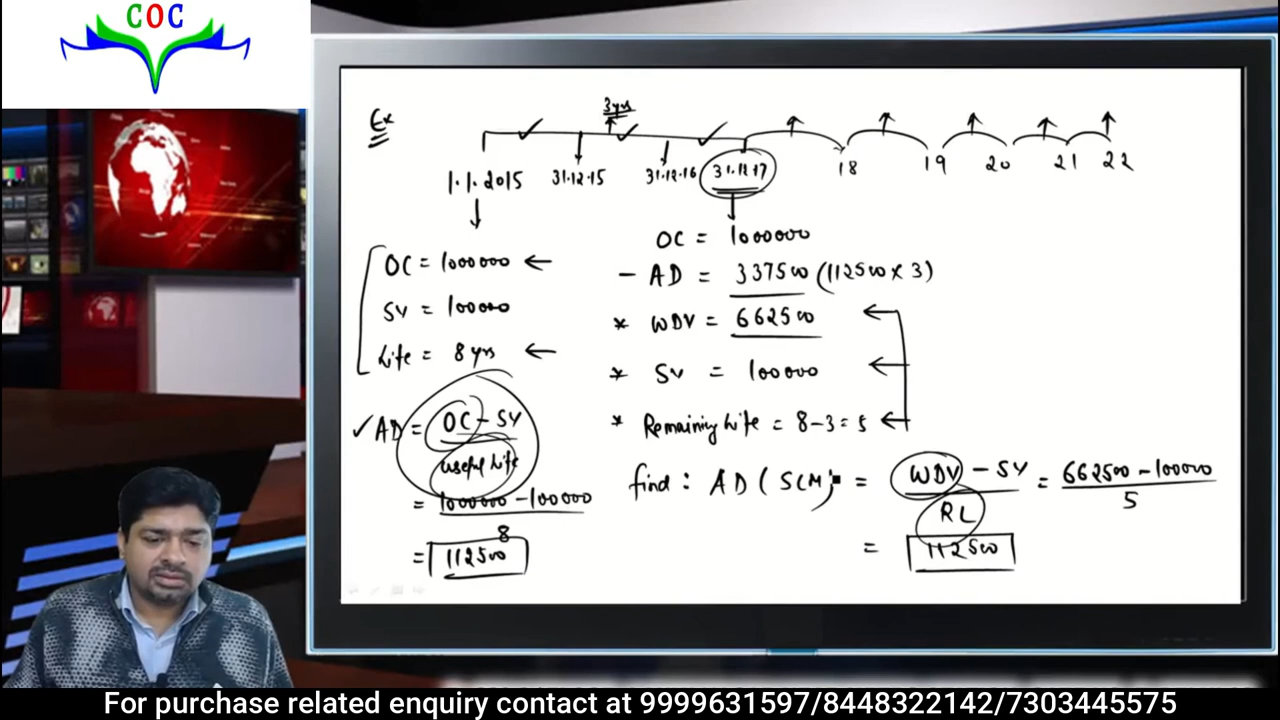 COC
Ex
3yrs
1.1.2015 31.12.15 31.12.16 31.12.17 18 19 20 21 22
OC = 1000000
SV = 100000
Life = 8 yrs
✓ AD = OC - SV
useful life
= 1000000 - 100000
8
= 112500
OC = 1000000
- AD = 337500 (112500 x 3)
* WDV = 662500
* SV = 100000
* Remaining Life = 8-3 = 5
find : AD (SLM) = WDV - SV = 662500 - 100000
RL 5
= 112500
For purchase related enquiry contact at 9999631597/8448322142/7303445575